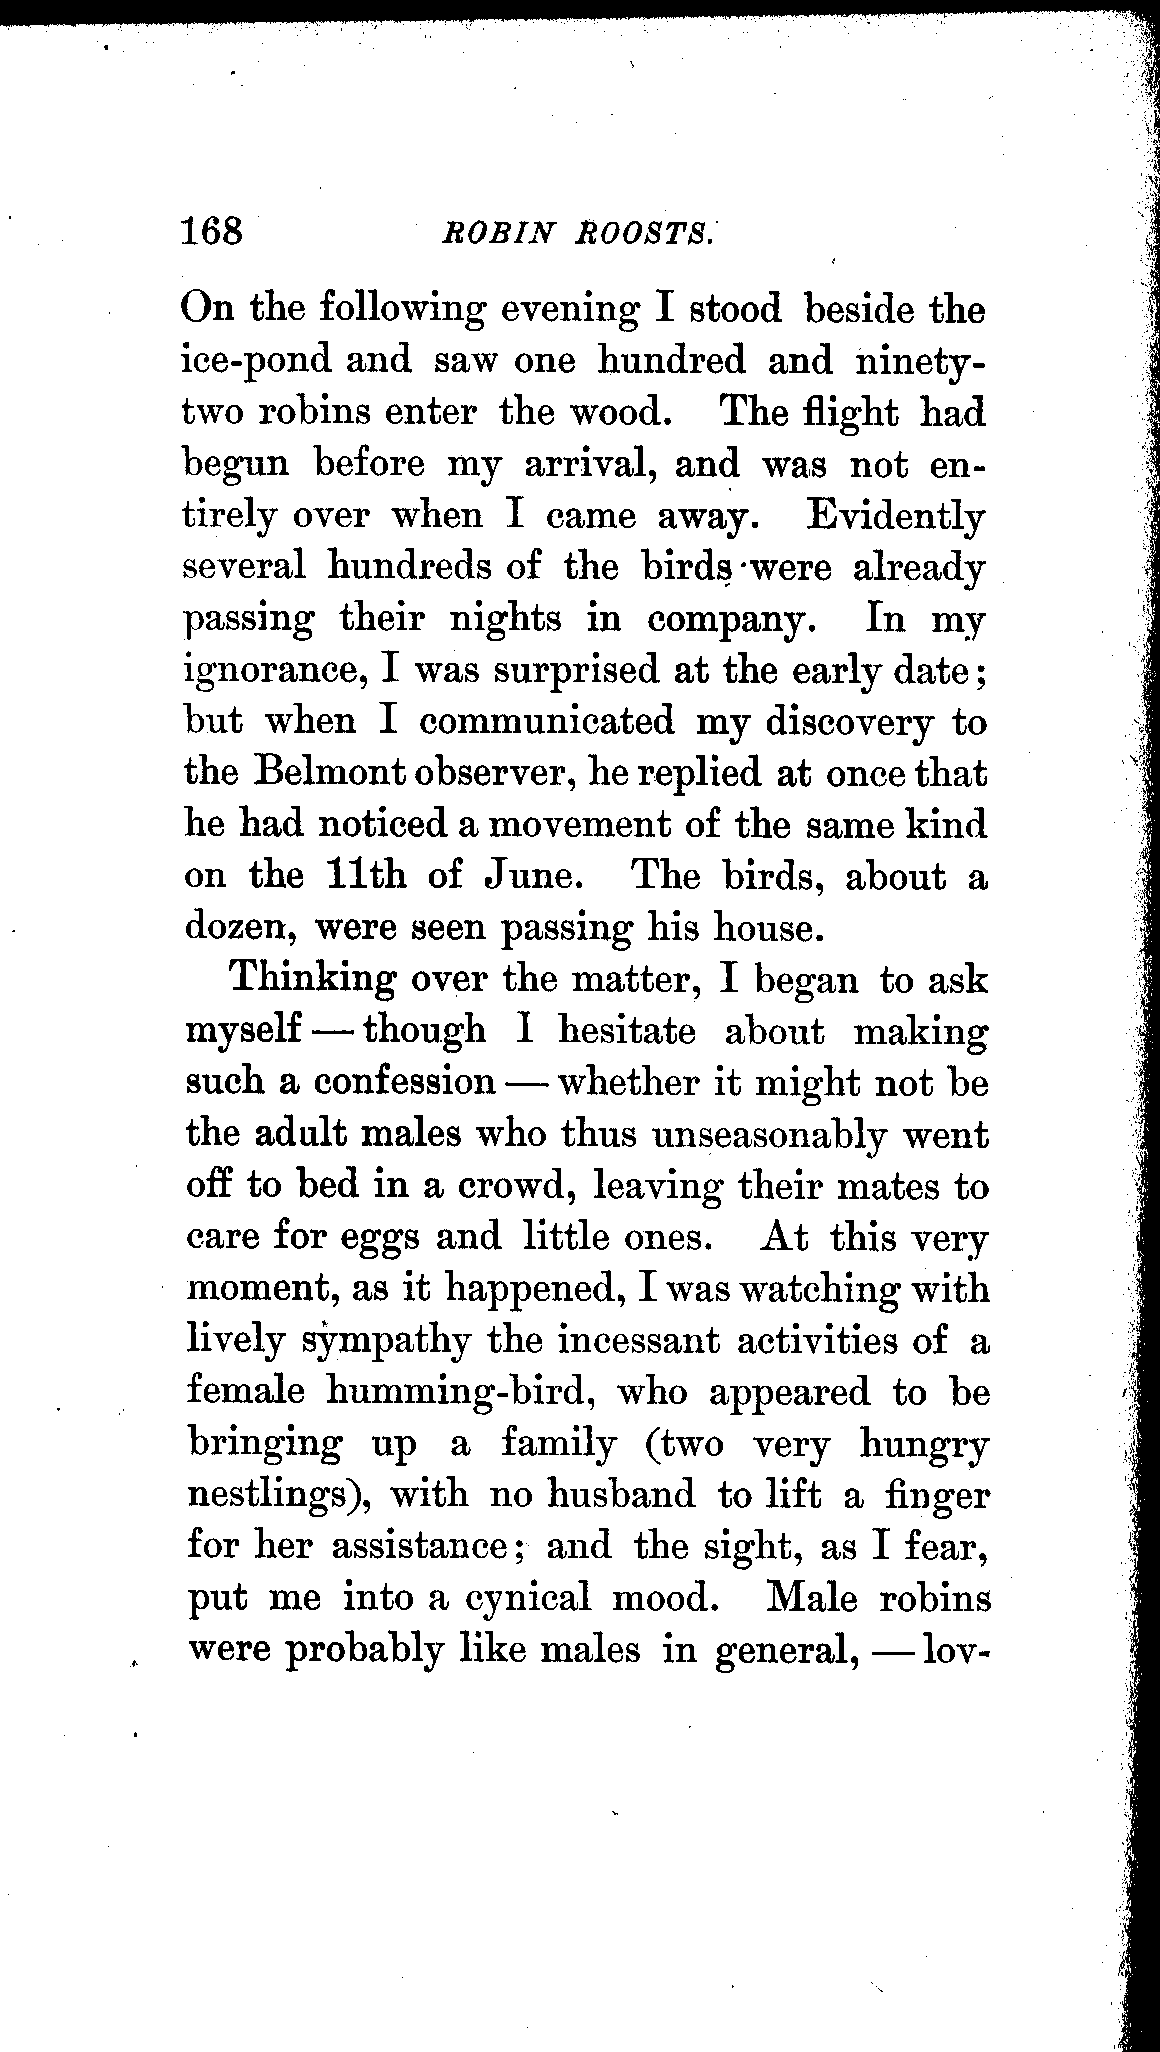 168 ROBIN ROOSTS.
On the following evening I stood beside the
ice-pond and saw one hundred and ninety-
two robins enter the wood. The flight had
begun before my arrival, and was not en-
tirely over when I came away. Evidently
several hundreds of the birds were already
passing their nights in company. In my
ignorance, I was surprised at the early date;
but when I communicated my discovery to
the Belmont observer, he replied at once that
he had noticed a movement of the same kind
on the 11th of June. The birds, about a
dozen, were seen passing his house.
Thinking over the matter, I began to ask
myself — though I hesitate about making
such a confession — whether it might not be
the adult males who thus unseasonably went
off to bed in a crowd, leaving their mates to
care for eggs and little ones. At this very
moment, as it happened, I was watching with
lively sympathy the incessant activities of a
female humming-bird, who appeared to be
bringing up a family (two very hungry
nestlings), with no husband to lift a finger
for her assistance; and the sight, as I fear,
put me into a cynical mood. Male robins
were probably like males in general, — lov-